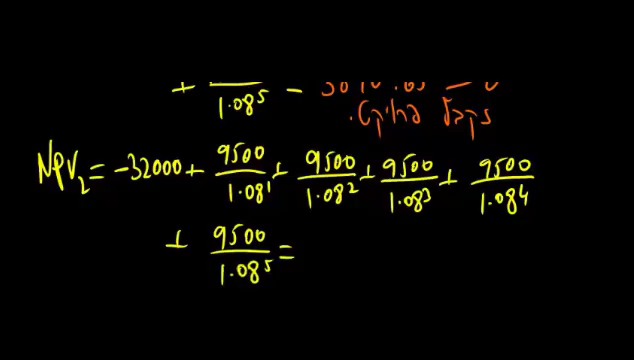 + 1.08⁵ =
נקבל פרויקט.
NPV₂ = -32000 + 9500/1.08¹ + 9500/1.08² + 9500/1.08³ + 9500/1.08⁴
+ 9500/1.08⁵ =